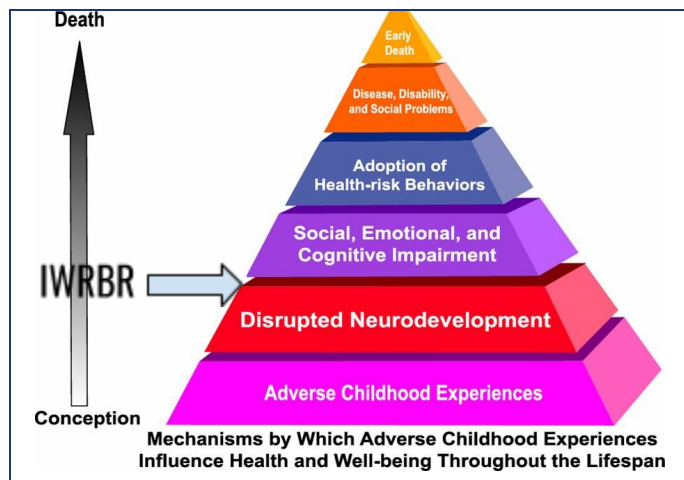 Death
Early
Death
Disease, Disability,
and Social Problems
Adoption of
Health-risk Behaviors
Social, Emotional, and
Cognitive Impairment
IWRBR
Disrupted Neurodevelopment
Adverse Childhood Experiences
Conception
Mechanisms by Which Adverse Childhood Experiences
Influence Health and Well-being Throughout the Lifespan